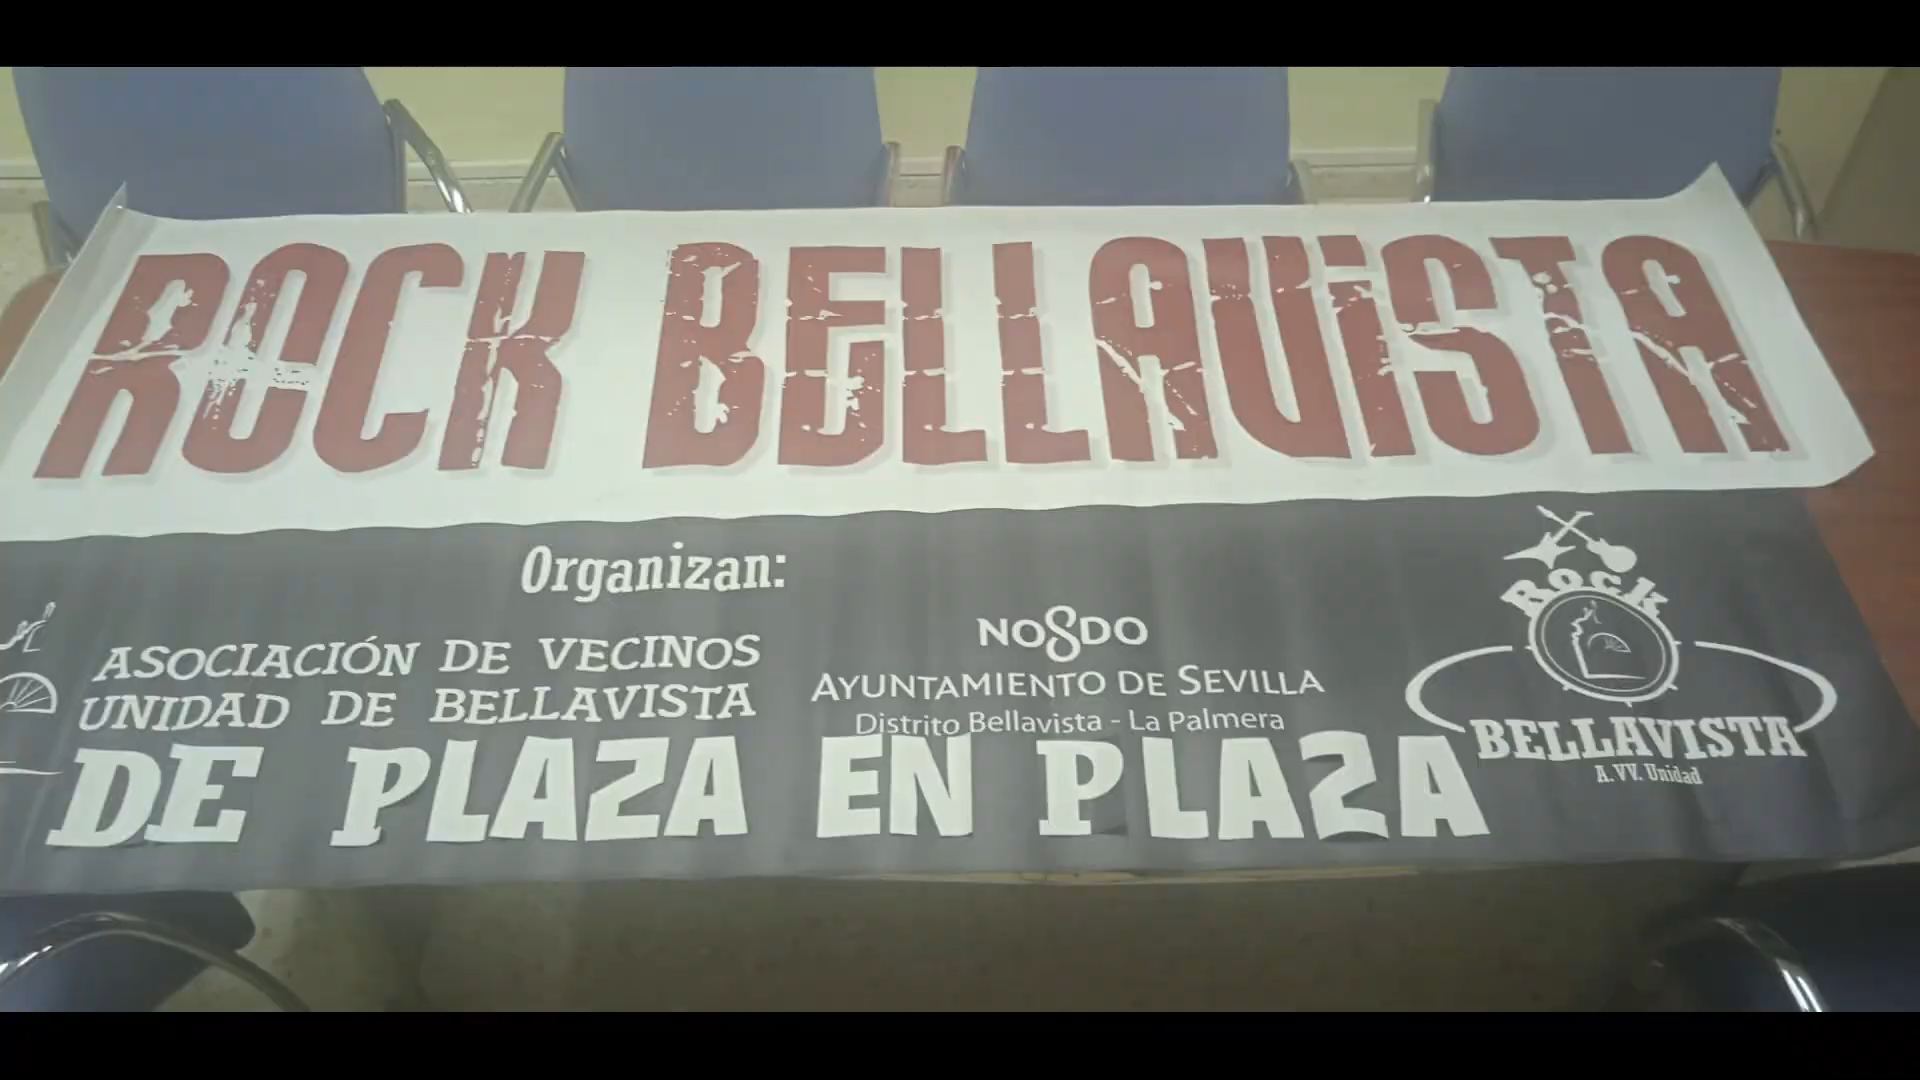 ROCK BELLAVISTA
Organizan:
ASOCIACIÓN DE VECINOS
UNIDAD DE BELLAVISTA
NO8DO
AYUNTAMIENTO DE SEVILLA
Distrito Bellavista - La Palmera
DE PLAZA EN PLAZA
ROCK
BELLAVISTA
A.VV. Unidad